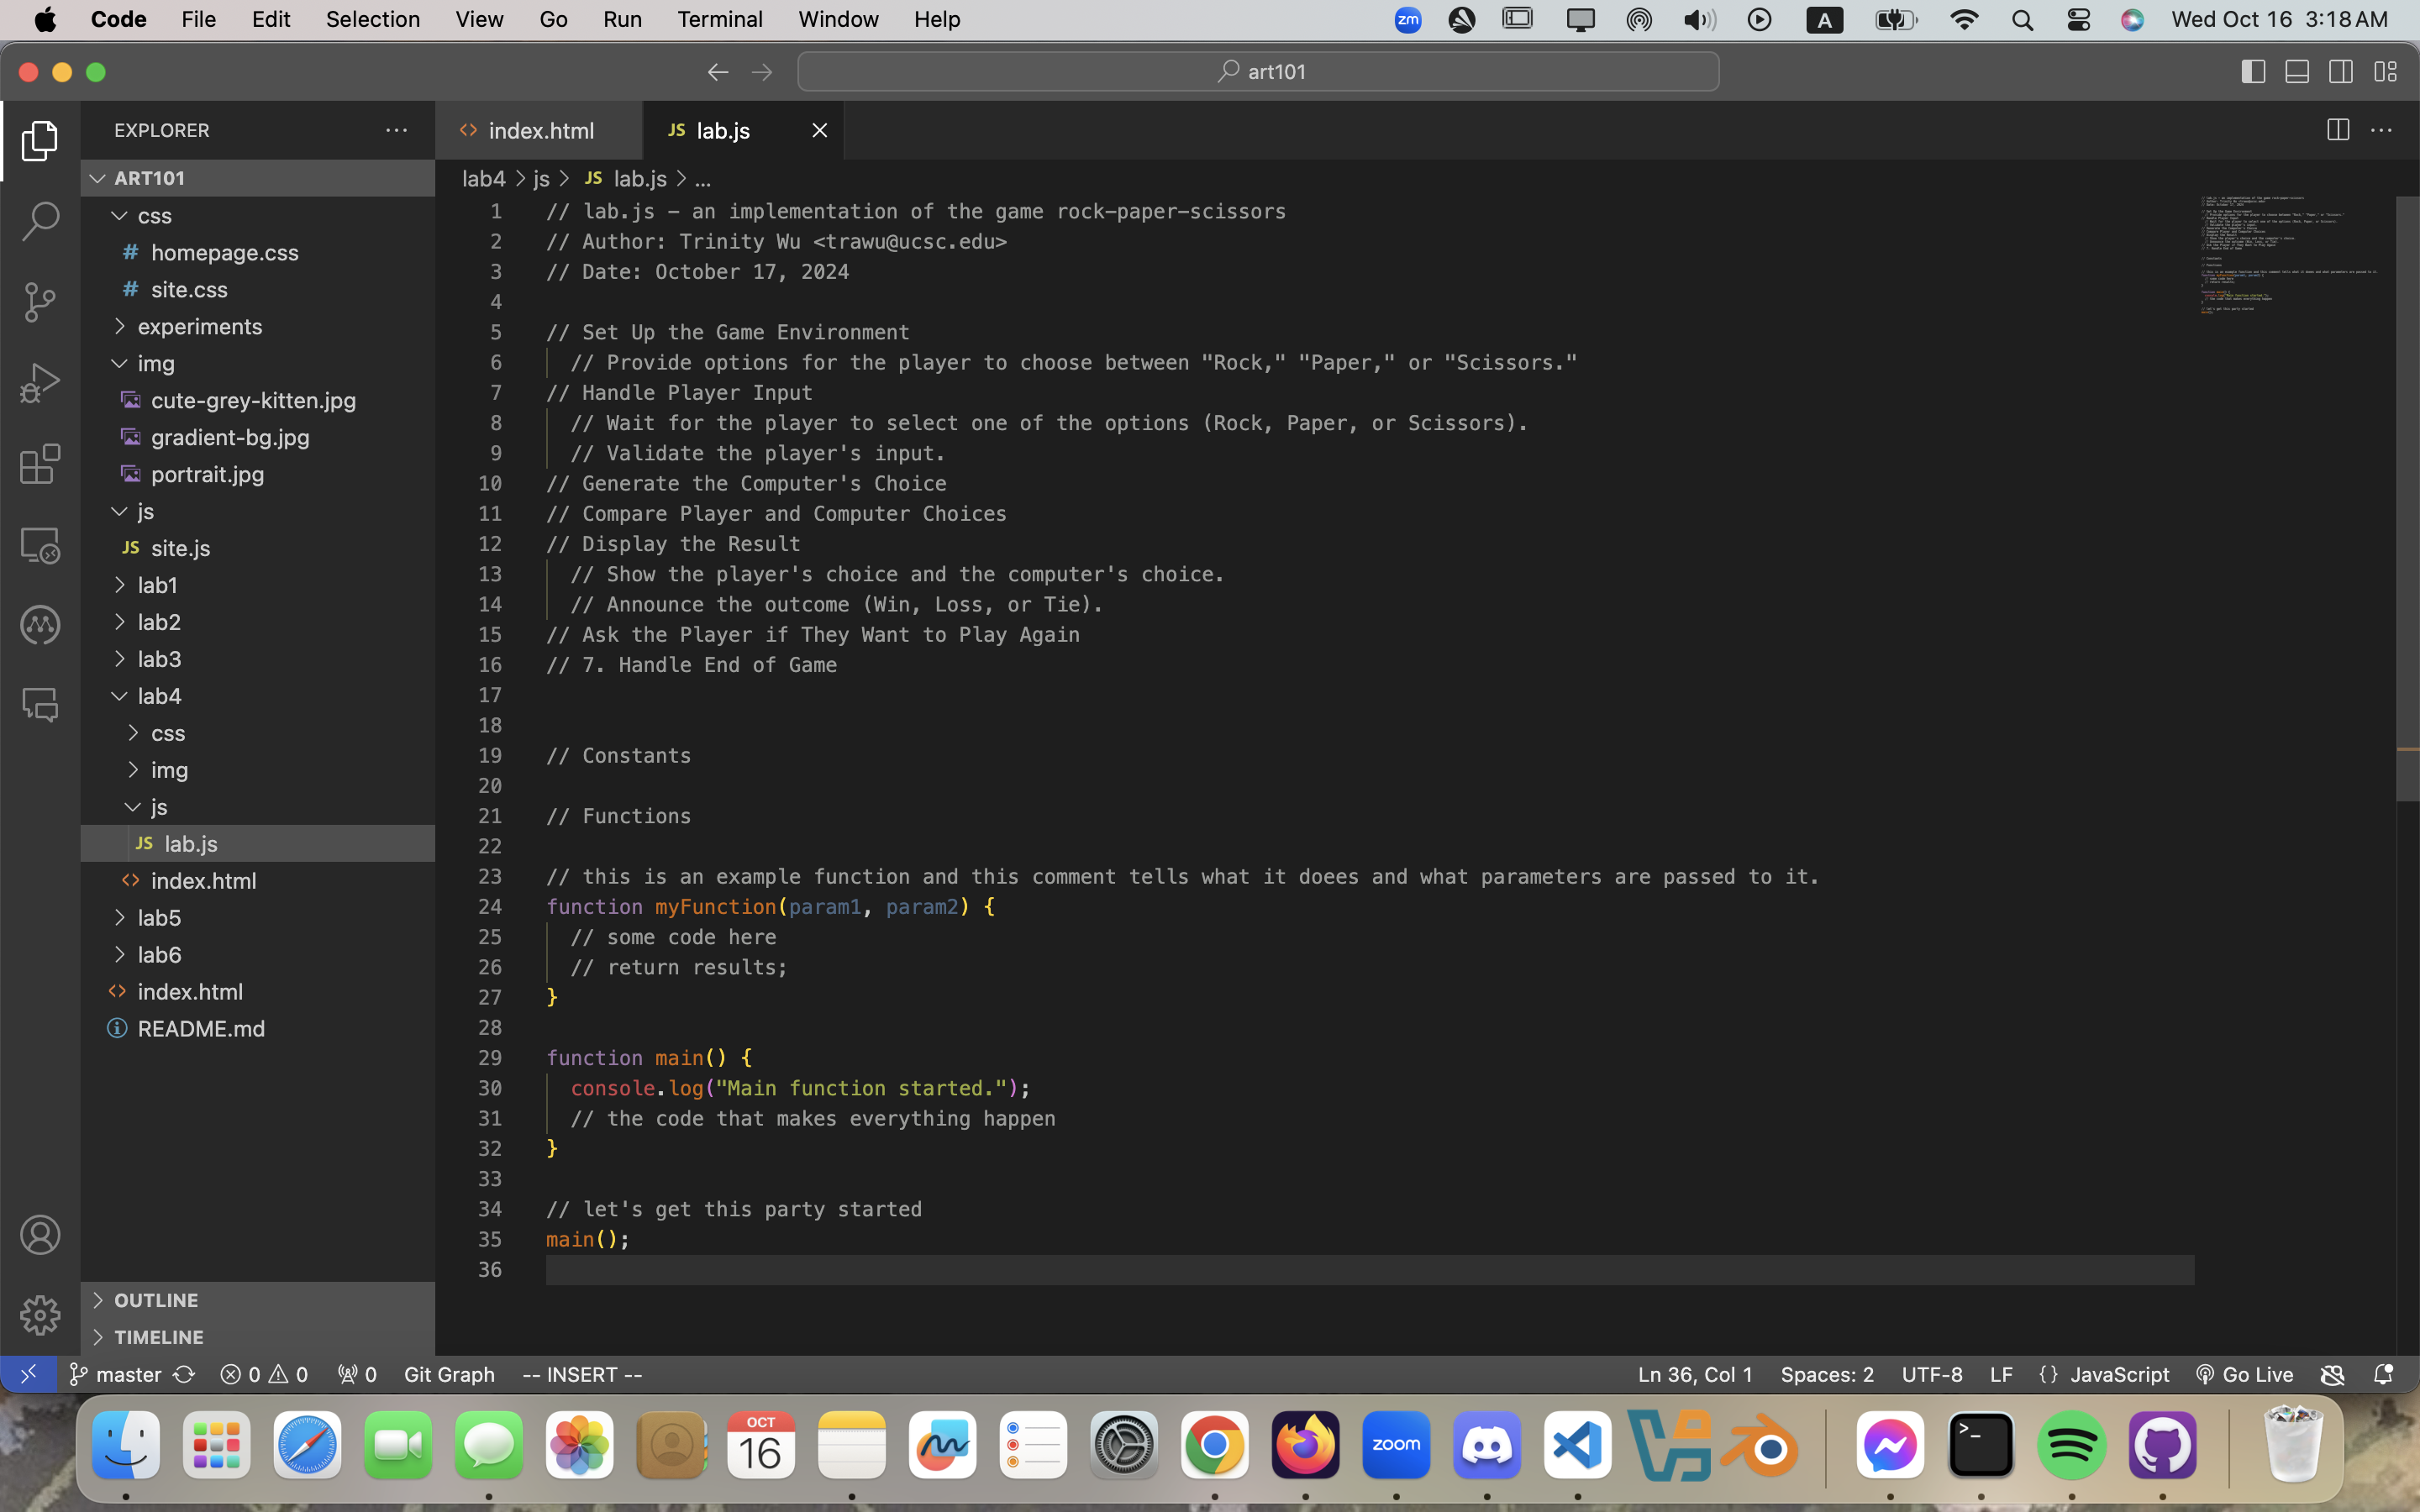 Code File Edit Selection View Go Run Terminal Window Help zm A Wed Oct 16 3:18 AM
art101
EXPLORER
index.html JS lab.js
ART101
lab4 > js > JS lab.js > ...
css
# homepage.css
# site.css
experiments
img
cute-grey-kitten.jpg
gradient-bg.jpg
portrait.jpg
js
JS site.js
lab1
lab2
lab3
lab4
css
img
js
JS lab.js
index.html
lab5
lab6
index.html
README.md
OUTLINE
TIMELINE
1 // lab.js - an implementation of the game rock-paper-scissors
2 // Author: Trinity Wu <trawu@ucsc.edu>
3 // Date: October 17, 2024
4
5 // Set Up the Game Environment
6 // Provide options for the player to choose between "Rock," "Paper," or "Scissors."
7 // Handle Player Input
8 // Wait for the player to select one of the options (Rock, Paper, or Scissors).
9 // Validate the player's input.
10 // Generate the Computer's Choice
11 // Compare Player and Computer Choices
12 // Display the Result
13 // Show the player's choice and the computer's choice.
14 // Announce the outcome (Win, Loss, or Tie).
15 // Ask the Player if They Want to Play Again
16 // 7. Handle End of Game
17
18
19 // Constants
20
21 // Functions
22
23 // this is an example function and this comment tells what it doees and what parameters are passed to it.
24 function myFunction(param1, param2) {
25 // some code here
26 // return results;
27 }
28
29 function main() {
30 console.log("Main function started.");
31 // the code that makes everything happen
32 }
33
34 // let's get this party started
35 main();
36
master 0 0 0 Git Graph -- INSERT -- Ln 36, Col 1 Spaces: 2 UTF-8 LF {} JavaScript Go Live
OCT
16
zoom
>_